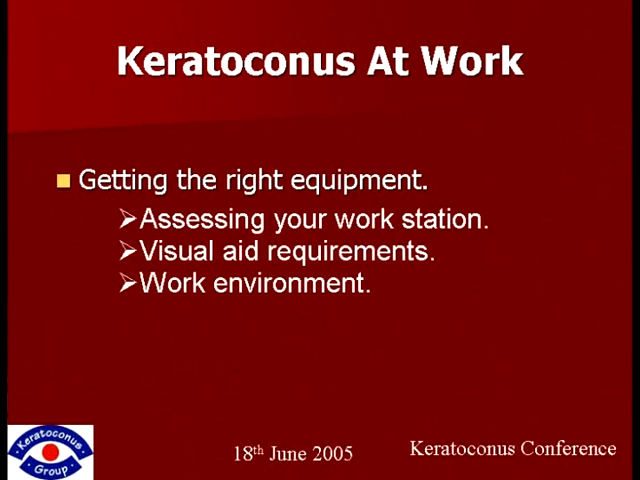 Keratoconus At Work
Getting the right equipment.
Assessing your work station.
Visual aid requirements.
Work environment.
Keratoconus
Group
18th June 2005
Keratoconus Conference